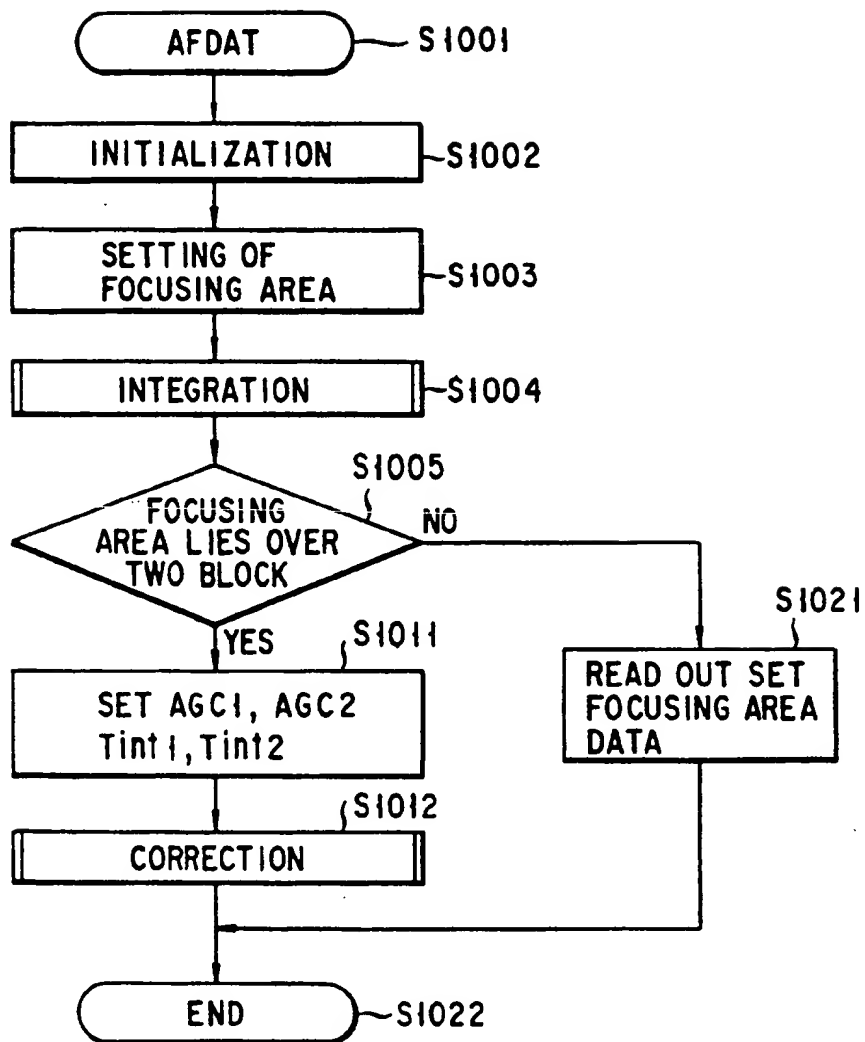 AFDAT
S1001
INITIALIZATION
S1002
SETTING OF
FOCUSING AREA
S1003
INTEGRATION
S1004
S1005
FOCUSING
AREA LIES OVER
TWO BLOCK
NO
YES
S1011
SET AGC1, AGC2
Tint1, Tint2
S1021
READ OUT SET
FOCUSING AREA
DATA
S1012
CORRECTION
END
S1022